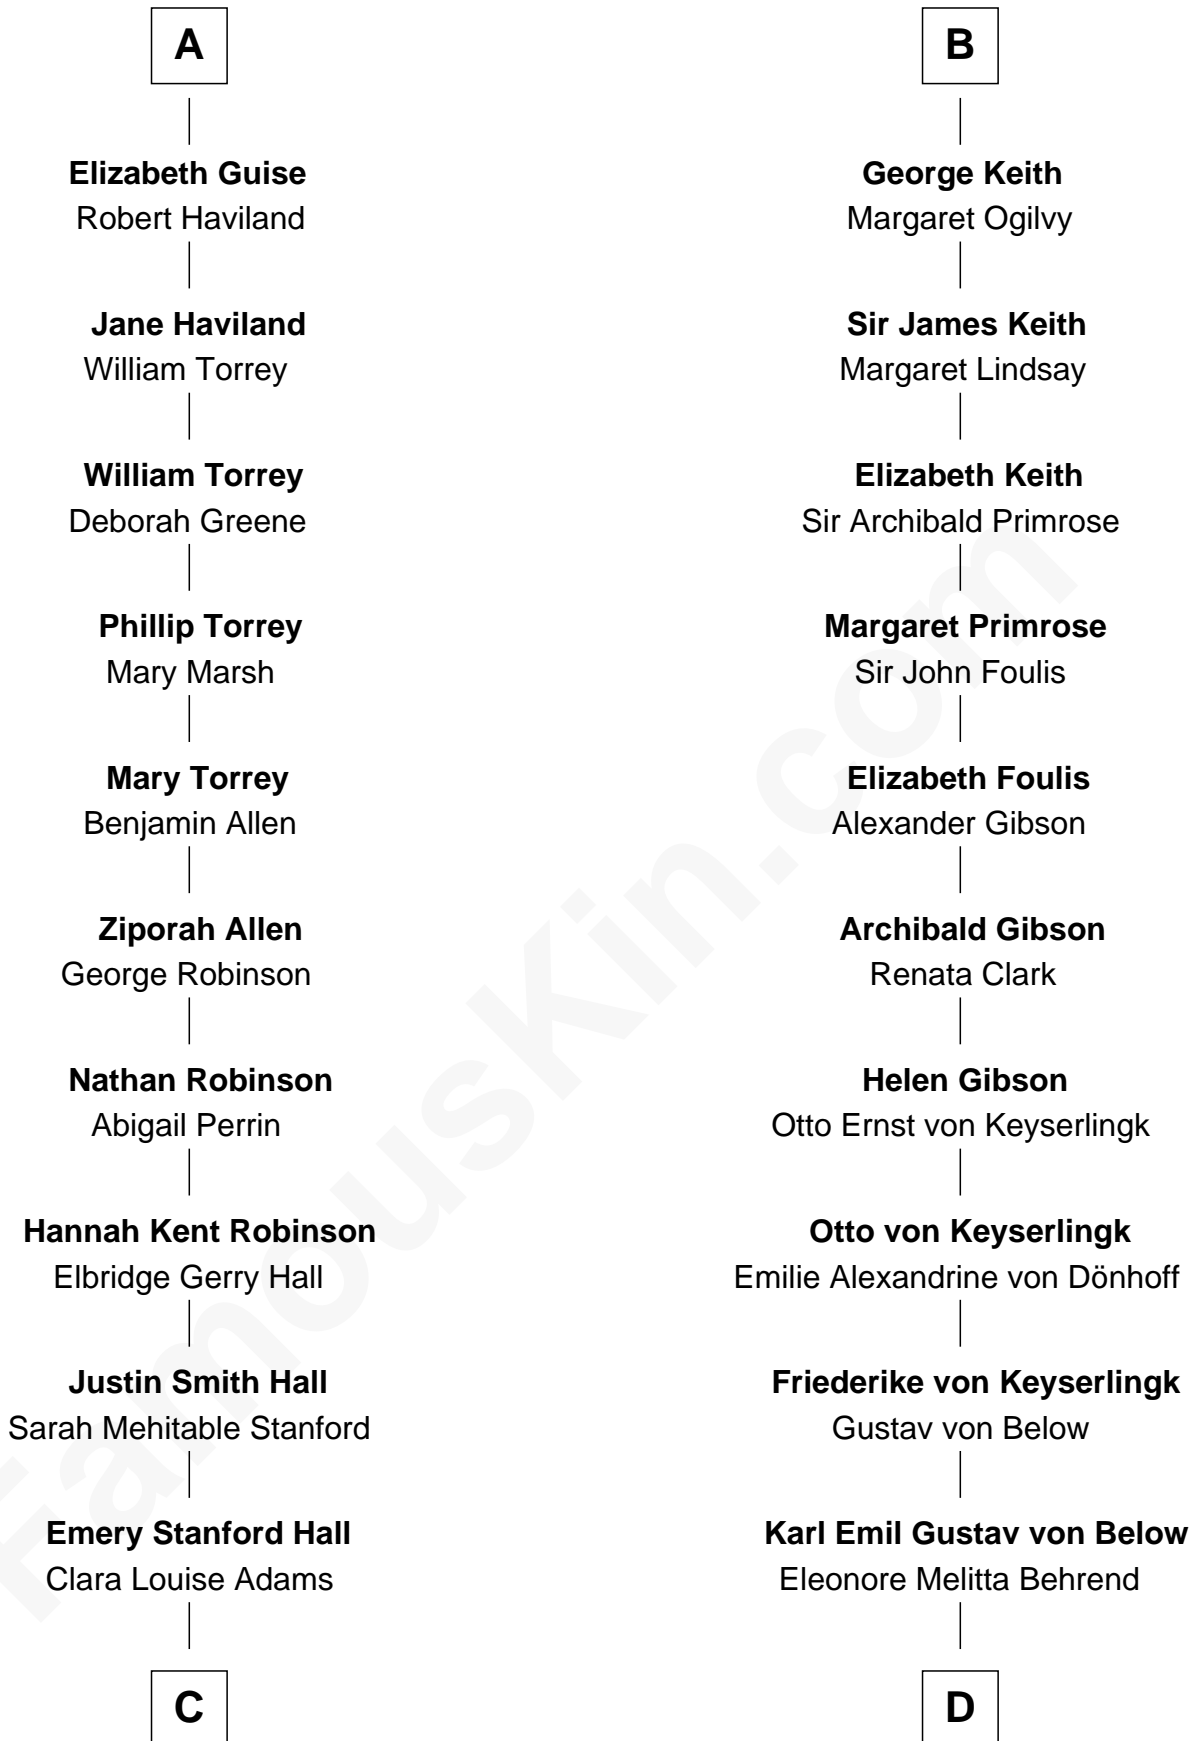 A
Elizabeth Guise
Robert Haviland
Jane Haviland
William Torrey
William Torrey
Deborah Greene
Phillip Torrey
Mary Marsh
Mary Torrey
Benjamin Allen
Ziporah Allen
George Robinson
Nathan Robinson
Abigail Perrin
Hannah Kent Robinson
Elbridge Gerry Hall
Justin Smith Hall
Sarah Mehitable Stanford
Emery Stanford Hall
Clara Louise Adams
C
B
George Keith
Margaret Ogilvy
Sir James Keith
Margaret Lindsay
Elizabeth Keith
Sir Archibald Primrose
Margaret Primrose
Sir John Foulis
Elizabeth Foulis
Alexander Gibson
Archibald Gibson
Renata Clark
Helen Gibson
Otto Ernst von Keyserlingk
Otto von Keyserlingk
Emilie Alexandrine von Dönhoff
Friederike von Keyserlingk
Gustav von Below
Karl Emil Gustav von Below
Eleonore Melitta Behrend
D
FamousKin.com